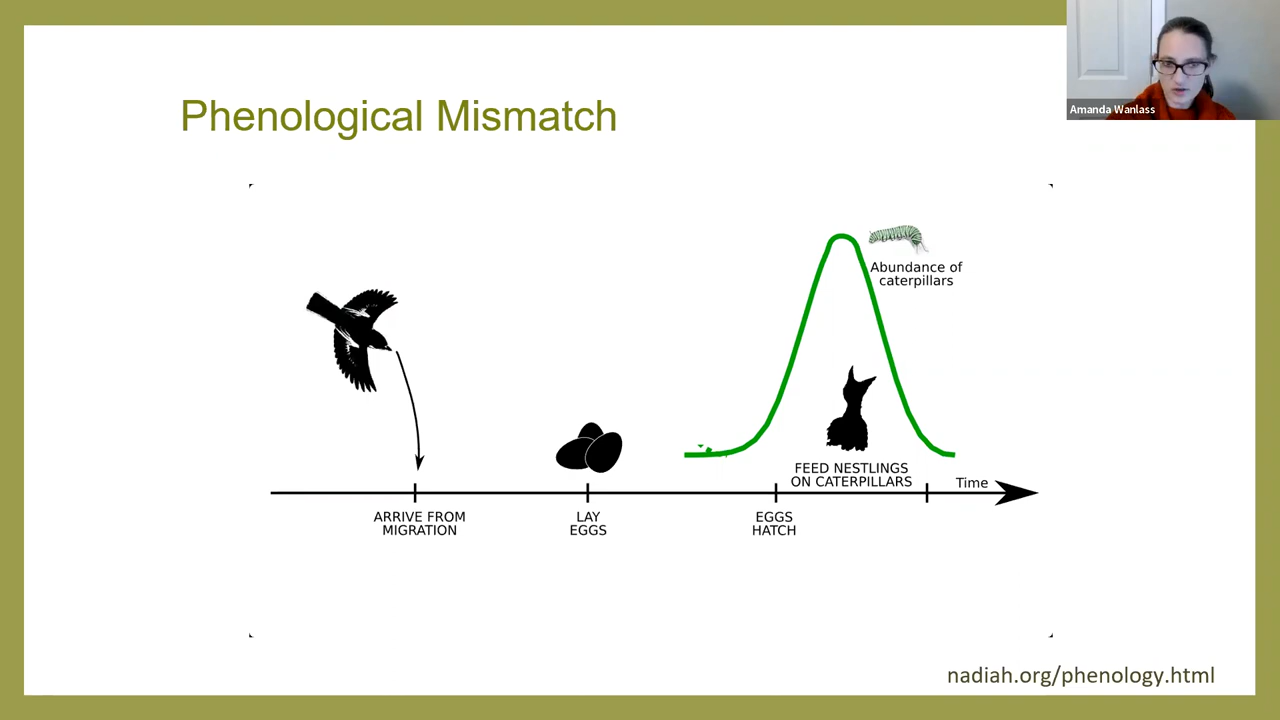 Amanda Wanlass
Phenological Mismatch
Abundance of
caterpillars
FEED NESTLINGS
ON CATERPILLARS
Time
ARRIVE FROM
MIGRATION
LAY
EGGS
EGGS
HATCH
nadiah.org/phenology.html